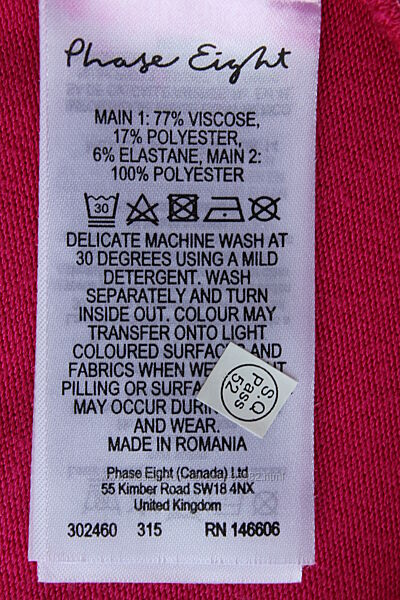 Phase Eight
MAIN 1: 77% VISCOSE,
17% POLYESTER,
6% ELASTANE, MAIN 2:
100% POLYESTER
30
DELICATE MACHINE WASH AT
30 DEGREES USING A MILD
DETERGENT. WASH
SEPARATELY AND TURN
INSIDE OUT. COLOUR MAY
TRANSFER ONTO LIGHT
COLOURED SURFAC
FABRICS WHEN WE T
PILLING OR SURFA
MAY OCCUR DURIN
AND WEAR.
MADE IN ROMANIA
SQ
Pass
52
Phase Eight (Canada) Ltd
55 Kimber Road SW18 4NX
United Kingdom
302460 315 RN 146606